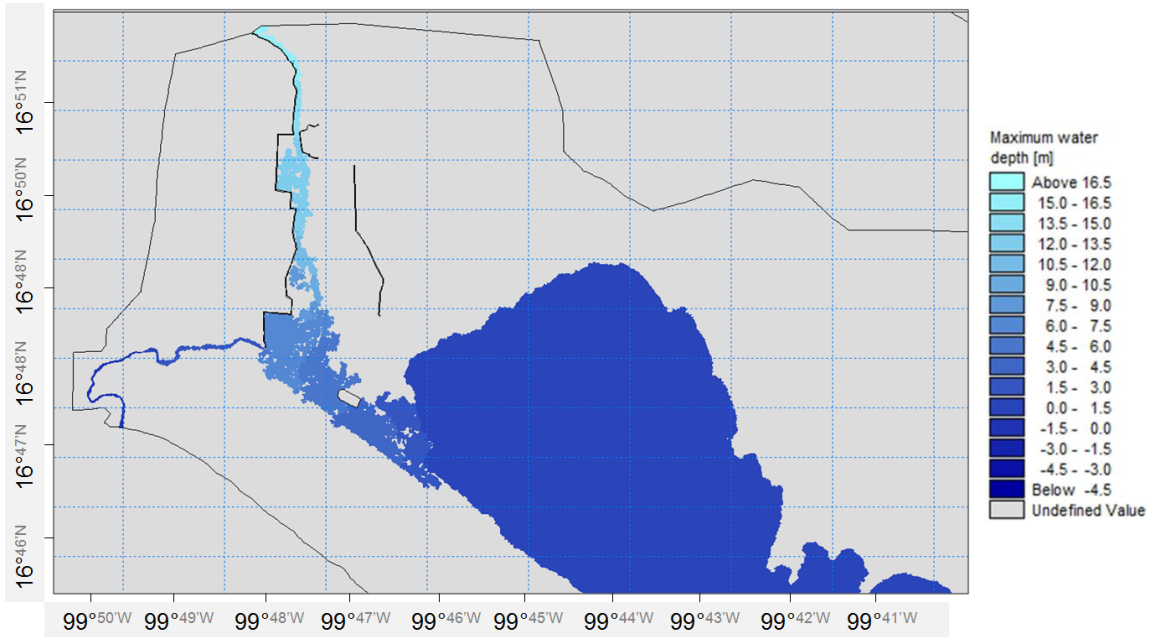 16°51'N
16°50'N
16°48'N
16°48'N
16°47'N
16°46'N
99°50'W 99°49'W 99°48'W 99°47'W 99°46'W 99°45'W 99°44'W 99°43'W 99°42'W 99°41'W
Maximum water
depth [m]
Above 16.5
15.0 - 16.5
13.5 - 15.0
12.0 - 13.5
10.5 - 12.0
9.0 - 10.5
7.5 - 9.0
6.0 - 7.5
4.5 - 6.0
3.0 - 4.5
1.5 - 3.0
0.0 - 1.5
-1.5 - 0.0
-3.0 - -1.5
-4.5 - -3.0
Below -4.5
Undefined Value